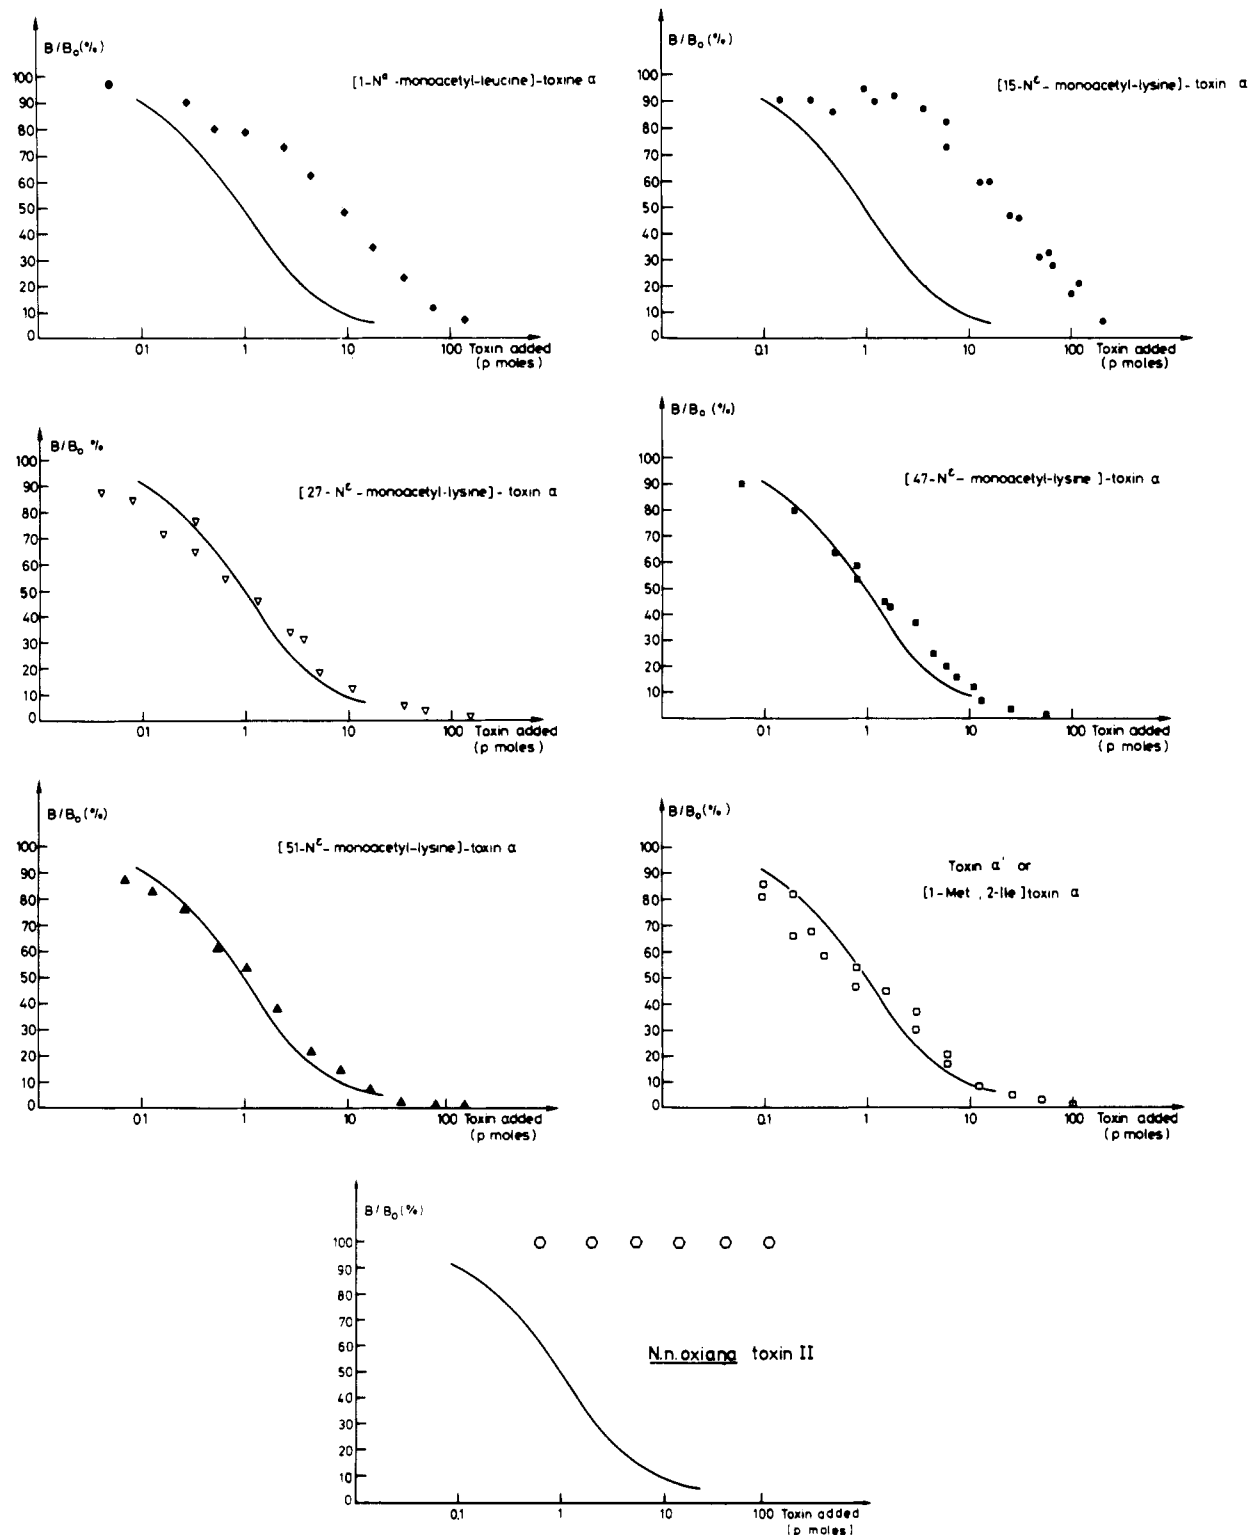 B/B₀(%)
[1-Nᵅ-monoacetyl-leucine]-toxine α
100
90
80
70
60
50
40
30
20
10
0
01 1 10 100 Toxin added
(p moles)
B/B₀(%)
[15-Nᵋ- monoacetyl-lysine]- toxin α
100
90
80
70
60
50
40
30
20
10
0
0.1 1 10 100 Toxin added
(p moles)
B/B₀ %
[27-Nᵋ-monoacetyl-lysine]- toxin α
100
90
80
70
60
50
40
30
20
10
0
01 1 10 100 Toxin added
(p moles)
B/B₀ (%)
[47-Nᵋ-monoacetyl-lysine]-toxin α
100
90
80
70
60
50
40
30
20
10
0.1 1 10 100 Toxin added
(p moles)
B/B₀(%)
[51-Nᵋ- monoacetyl-lysine]-toxin α
100
90
80
70
60
50
40
30
20
10
0
01 1 10 100 Toxin added
(p moles)
B/B₀(%)
Toxin α' or
[1-Met, 2-Ile]toxin α
100
90
80
70
60
50
40
30
20
10
0
0.1 1 10 100 Toxin added
(p moles)
B/B₀(%)
100
90
80
70
60
50
40
30
20
10
0
N.n.oxiana toxin II
0.1 1 10 100 Toxin added
(p moles)